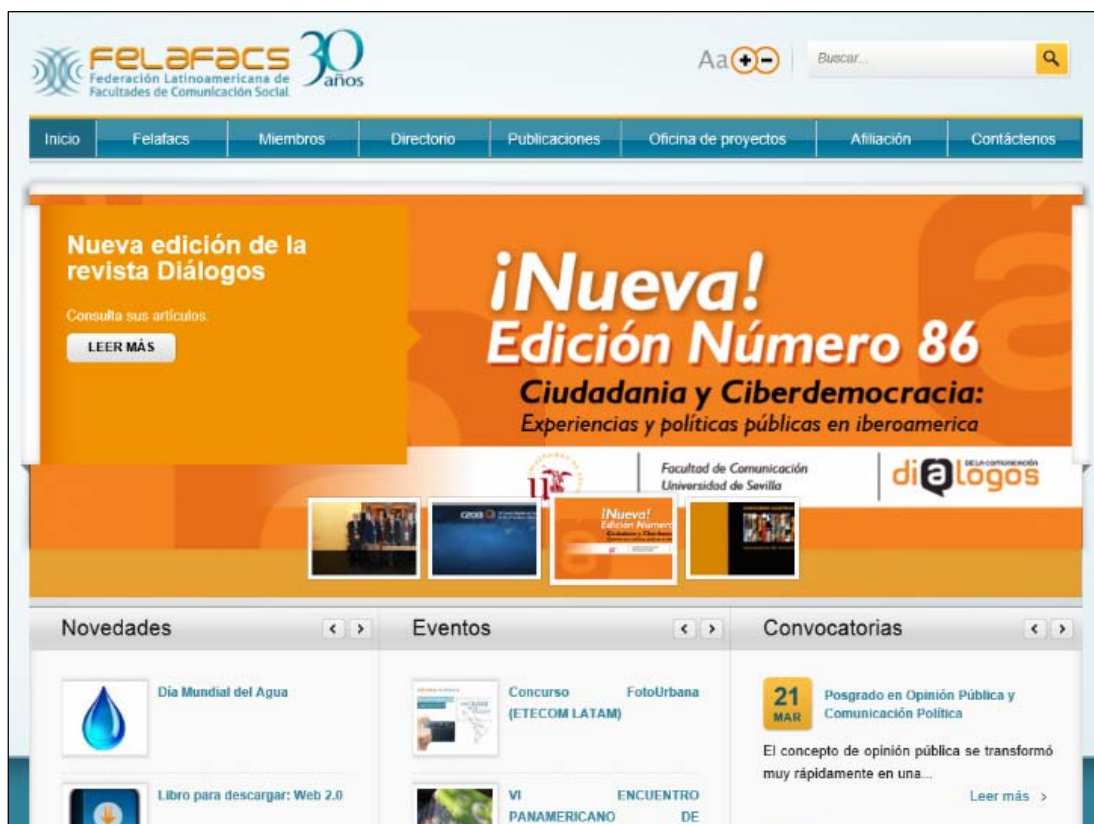 FELAFACS 30 años
Federación Latinoamericana de
Facultades de Comunicación Social
Aa + -
Buscar...
Inicio
Felafacs
Miembros
Directorio
Publicaciones
Oficina de proyectos
Afiliación
Contáctenos
Nueva edición de la
revista Diálogos
Consulta sus artículos.
LEER MÁS
¡Nueva!
Edición Número 86
Ciudadania y Ciberdemocracia:
Experiencias y políticas públicas en iberoamerica
Facultad de Comunicación
Universidad de Sevilla
DE LA COMUNICACIÓN
dialogos
¡Nueva!
Edición Número
Novedades
Día Mundial del Agua
Libro para descargar: Web 2.0
Eventos
Concurso FotoUrbana
(ETECOM LATAM)
VI ENCUENTRO
PANAMERICANO DE
Convocatorias
21
MAR
Posgrado en Opinión Pública y
Comunicación Política
El concepto de opinión pública se transformó
muy rápidamente en una...
Leer más >